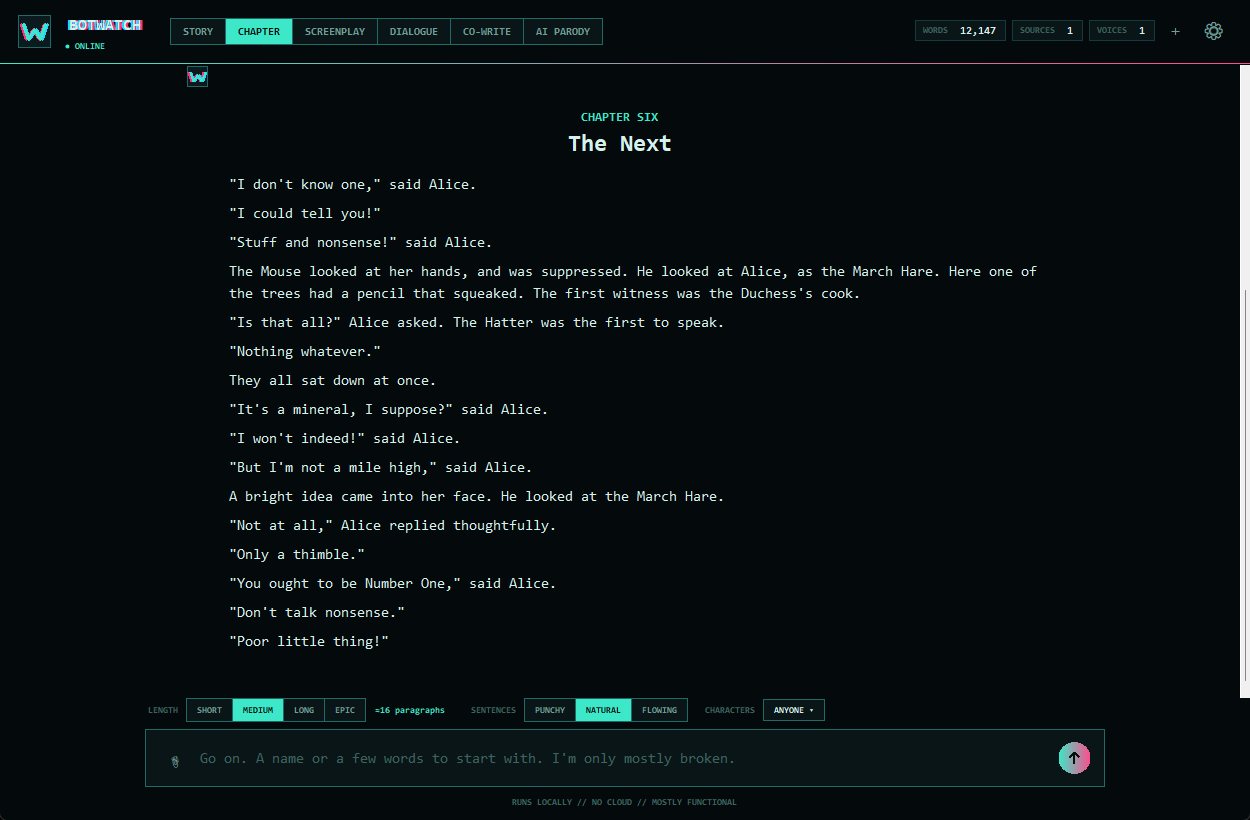 BOTWATCH
ONLINE
STORY
CHAPTER
SCREENPLAY
DIALOGUE
CO-WRITE
AI PARODY
WORDS 12,147
SOURCES 1
VOICES 1
+
CHAPTER SIX
The Next
"I don't know one," said Alice.
"I could tell you!"
"Stuff and nonsense!" said Alice.
The Mouse looked at her hands, and was suppressed. He looked at Alice, as the March Hare. Here one of
the trees had a pencil that squeaked. The first witness was the Duchess's cook.
"Is that all?" Alice asked. The Hatter was the first to speak.
"Nothing whatever."
They all sat down at once.
"It's a mineral, I suppose?" said Alice.
"I won't indeed!" said Alice.
"But I'm not a mile high," said Alice.
A bright idea came into her face. He looked at the March Hare.
"Not at all," Alice replied thoughtfully.
"Only a thimble."
"You ought to be Number One," said Alice.
"Don't talk nonsense."
"Poor little thing!"
LENGTH SHORT MEDIUM LONG EPIC ≈16 paragraphs SENTENCES PUNCHY NATURAL FLOWING CHARACTERS ANYONE
Go on. A name or a few words to start with. I'm only mostly broken.
RUNS LOCALLY // NO CLOUD // MOSTLY FUNCTIONAL